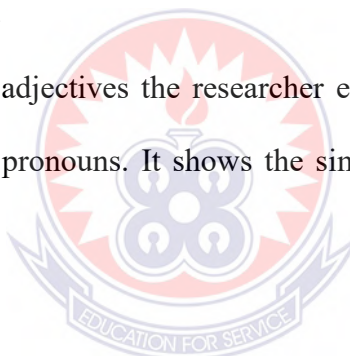 adjectives the researcher e
pronouns. It shows the sin
EDUCATION FOR SERVICE